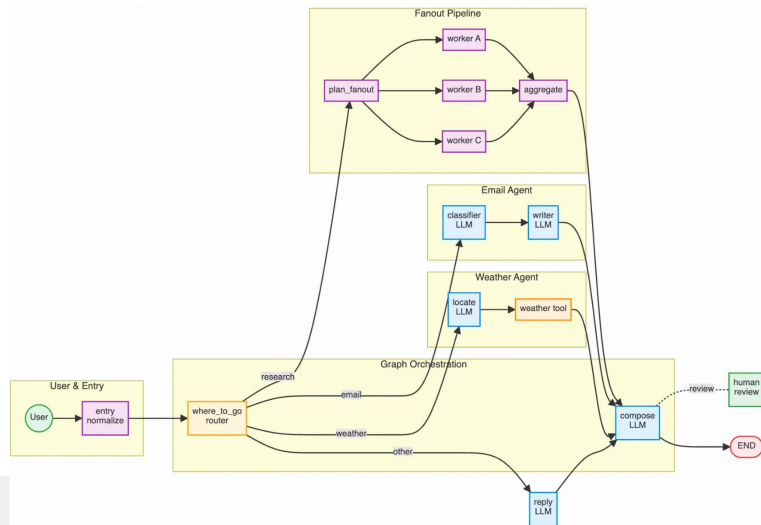 Fanout Pipeline
worker A
plan_fanout
worker B
aggregate
worker C
Email Agent
classifier
LLM
writer
LLM
Weather Agent
locate
LLM
weather tool
Graph Orchestration
research
User & Entry
email
review
human
review
User
entry
normalize
where_to_go
router
compose
LLM
weather
other
END
reply
LLM